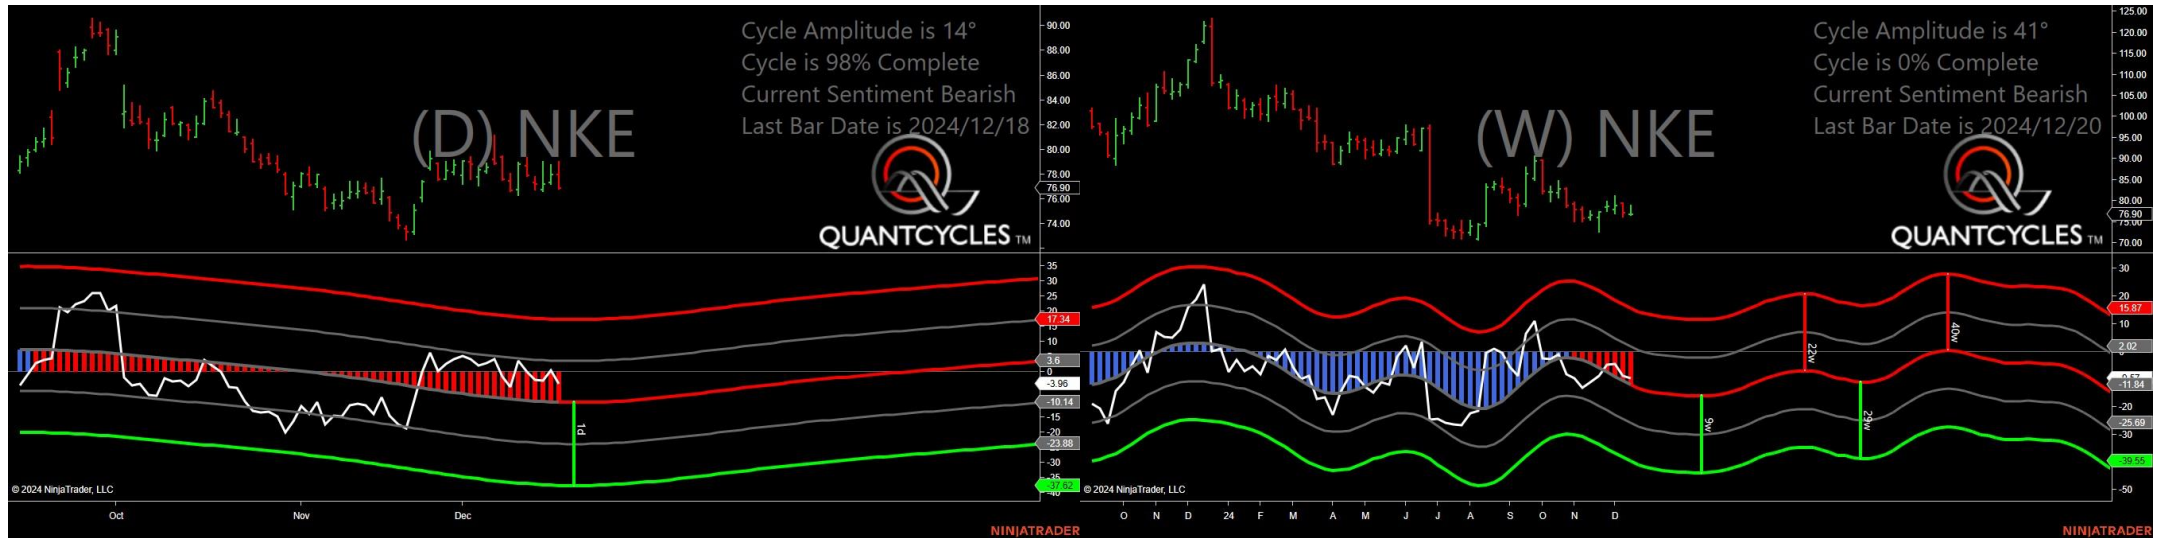 Cycle Amplitude is 14°
Cycle is 98% Complete
Current Sentiment Bearish
Last Bar Date is 2024/12/18
(D) NKE
QUANTCYCLES TM
90.00
88.00
86.00
84.00
82.00
80.00
78.00
76.90
76.00
74.00
35
30
25
20
17.34
15
10
3.6
0
-3.96
-10.14
-15
-20
-23.88
-30
-35
-37.62
-40
1d
© 2024 NinjaTrader, LLC
Oct Nov Dec
NINJATRADER
Cycle Amplitude is 41°
Cycle is 0% Complete
Current Sentiment Bearish
Last Bar Date is 2024/12/20
(W) NKE
QUANTCYCLES TM
125.00
120.00
115.00
110.00
105.00
100.00
95.00
90.00
85.00
80.00
76.90
75.00
70.00
30
20
15.87
10
2.02
-11.84
-20
-25.69
-30
-39.55
-50
9w
22w
29w
40w
© 2024 NinjaTrader, LLC
O N D 24 F M A M J J A S O N D
NINJATRADER